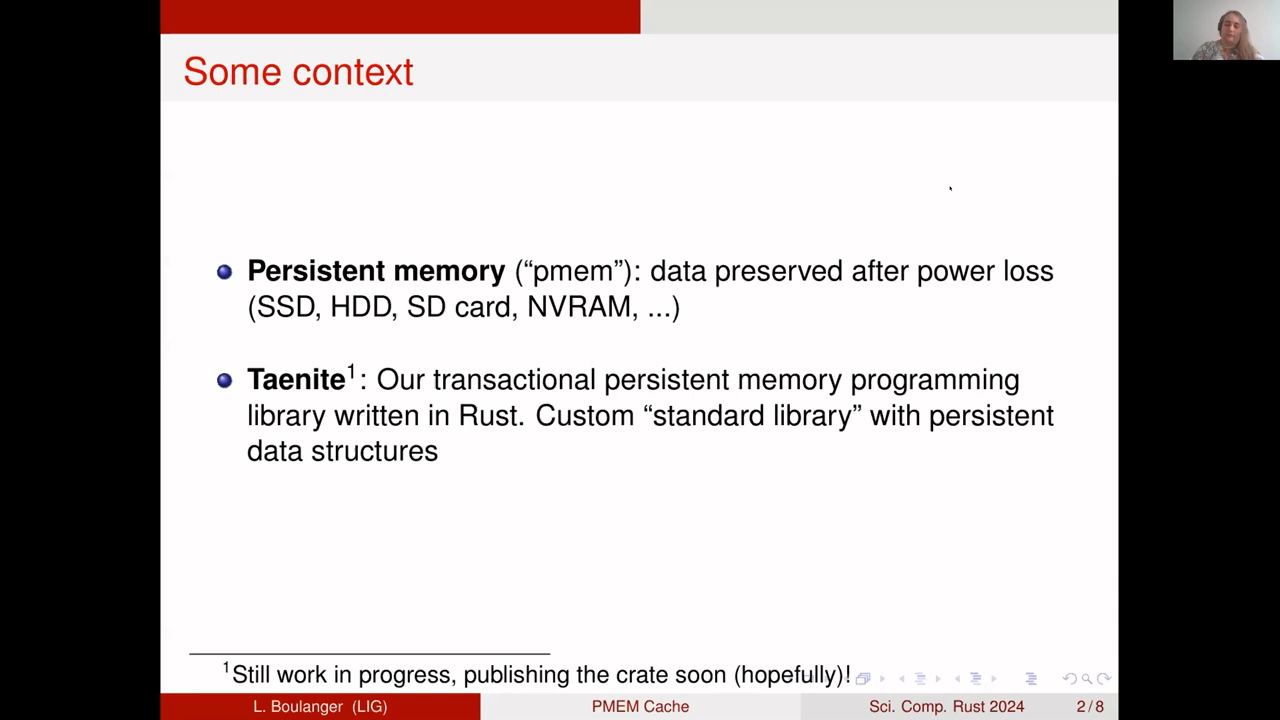 Some context
Persistent memory (“pmem”): data preserved after power loss
(SSD, HDD, SD card, NVRAM, ...)
Taenite¹: Our transactional persistent memory programming
library written in Rust. Custom “standard library” with persistent
data structures
¹Still work in progress, publishing the crate soon (hopefully)!
L. Boulanger (LIG) PMEM Cache Sci. Comp. Rust 2024 2/8